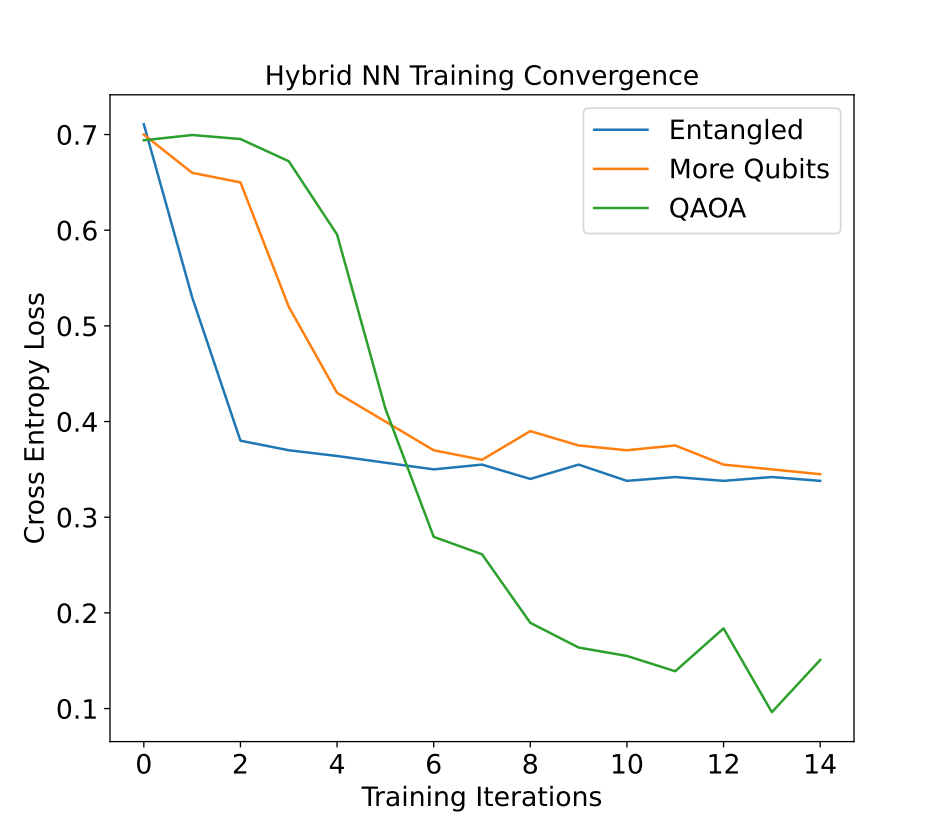 Hybrid NN Training Convergence
Entangled
More Qubits
QAOA
Cross Entropy Loss
0.7
0.6
0.5
0.4
0.3
0.2
0.1
0 2 4 6 8 10 12 14
Training Iterations